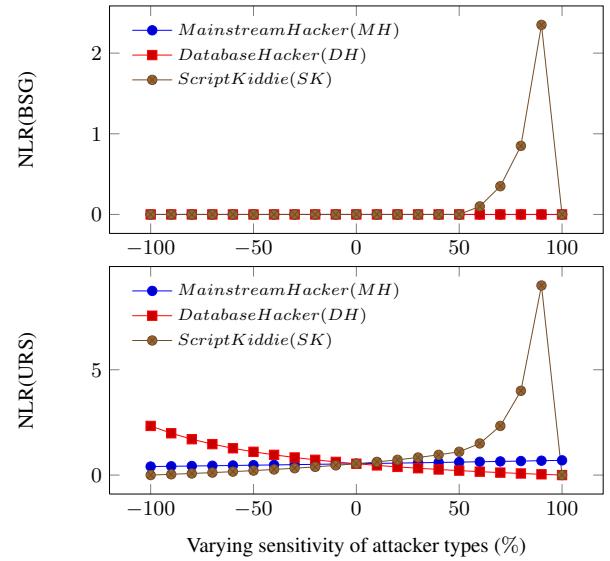 MainstreamHacker(MH)
DatabaseHacker(DH)
ScriptKiddie(SK)
NLR(BSG)
2
1
0
−100
−50
0
50
100
MainstreamHacker(MH)
DatabaseHacker(DH)
ScriptKiddie(SK)
NLR(URS)
5
0
−100
−50
0
50
100
Varying sensitivity of attacker types (%)